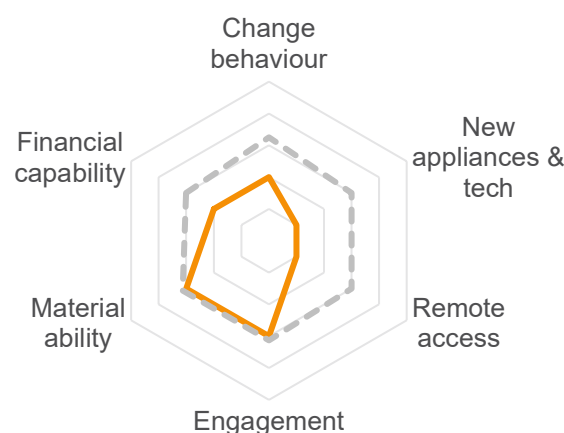 Change
behaviour
New
appliances &
tech
Financial
capability
Material
ability
Remote
access
Engagement